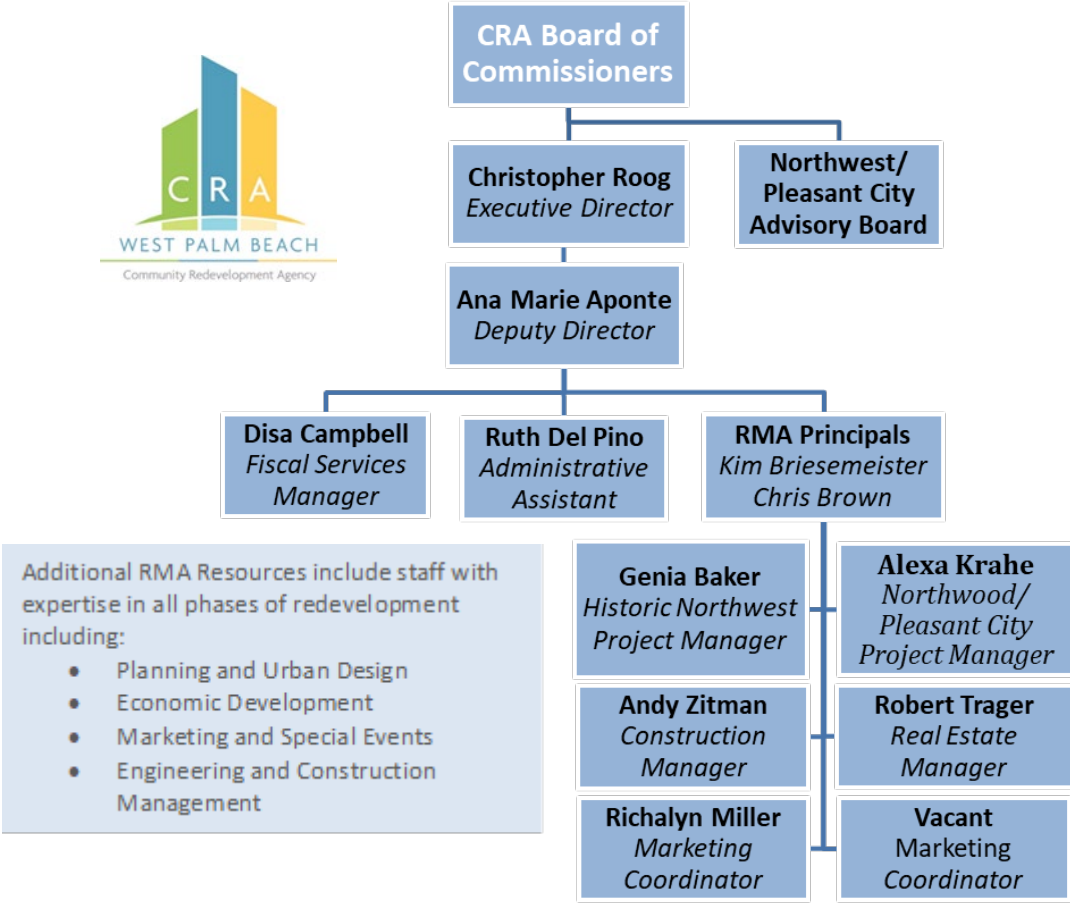 CRA Board of
Commissioners
C R A
WEST PALM BEACH
Community Redevelopment Agency
Christopher Roog
Executive Director
Northwest/
Pleasant City
Advisory Board
Ana Marie Aponte
Deputy Director
Disa Campbell
Fiscal Services
Manager
Ruth Del Pino
Administrative
Assistant
RMA Principals
Kim Briesemeister
Chris Brown
Additional RMA Resources include staff with
expertise in all phases of redevelopment
including:
• Planning and Urban Design
• Economic Development
• Marketing and Special Events
• Engineering and Construction
Management
Genia Baker
Historic Northwest
Project Manager
Alexa Krahe
Northwood/
Pleasant City
Project Manager
Andy Zitman
Construction
Manager
Robert Trager
Real Estate
Manager
Richalyn Miller
Marketing
Coordinator
Vacant
Marketing
Coordinator